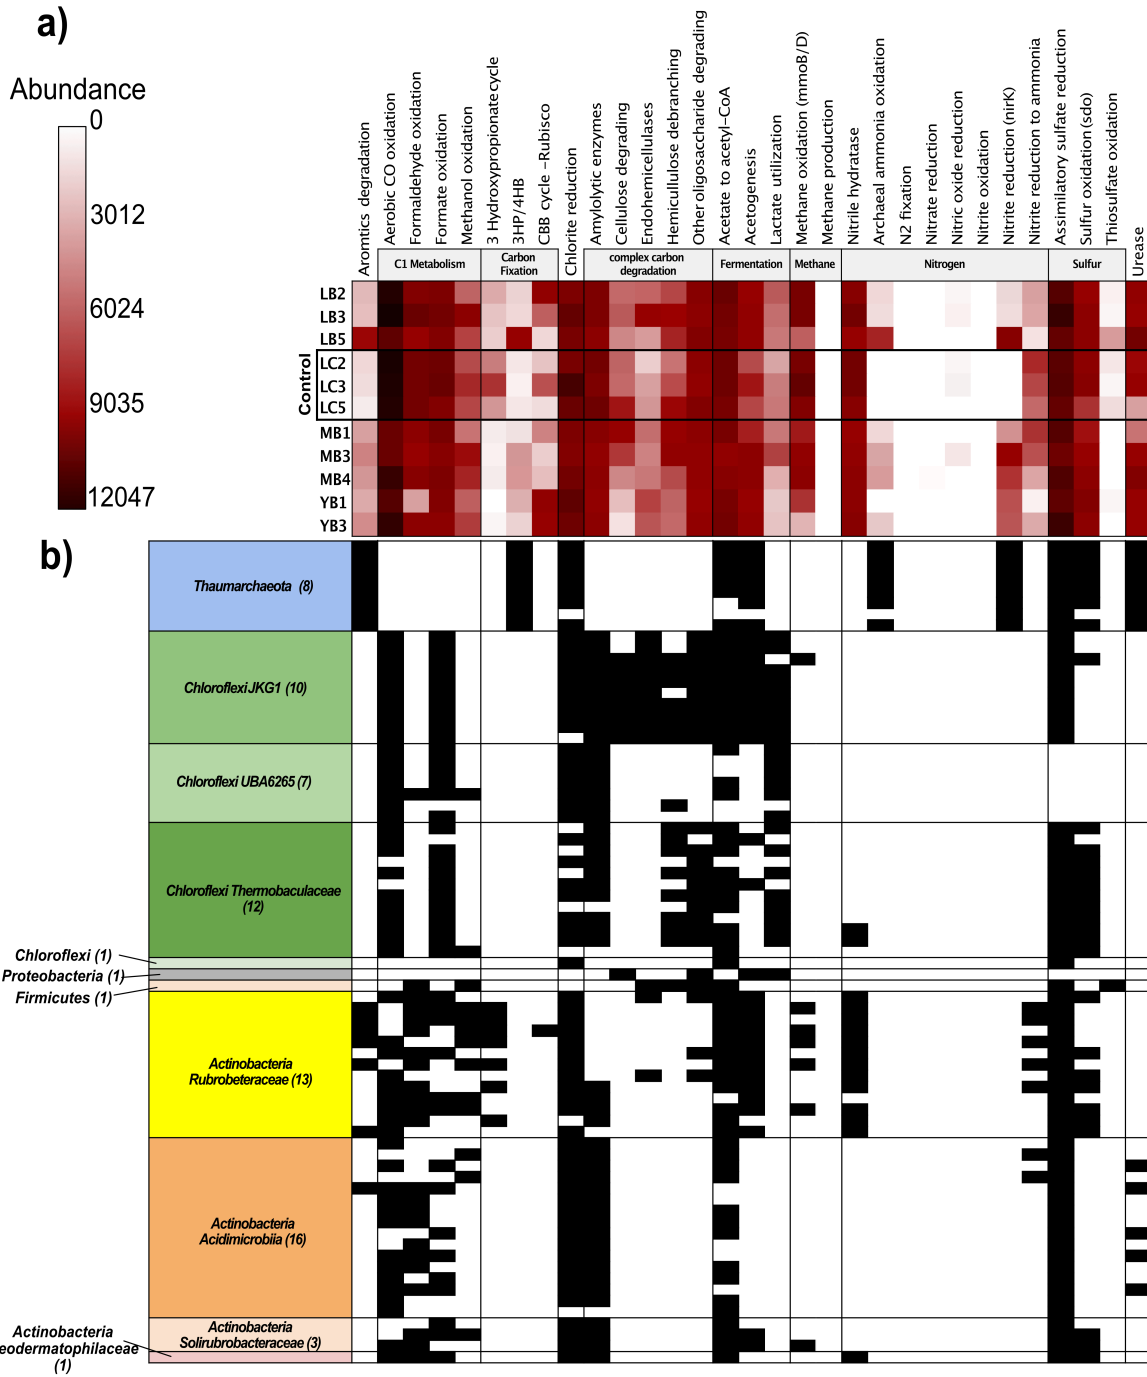 a)
Abundance
0
3012
6024
9035
12047
Aromtics degradation
Aerobic CO oxidation
Formaldehyde oxidation
Formate oxidation
Methanol oxidation
3 Hydroxypropionate cycle
3HP/4HB
CBB cycle -Rubisco
Chlorite reduction
Amylolytic enzymes
Cellulose degrading
Endohemicellulases
Hemicullulose debranching
Other oligosaccharide degrading
Acetate to acetyl-CoA
Acetogenesis
Lactate utilization
Methane oxidation (mmoB/D)
Methane production
Nitrile hydratase
Archaeal ammonia oxidation
N2 fixation
Nitrate reduction
Nitric oxide reduction
Nitrite oxidation
Nitrite reduction (nirK)
Nitrite reduction to ammonia
Assimilatory sulfate reduction
Sulfur oxidation (sdo)
Thiosulfate oxidation
Urease
C1 Metabolism
Carbon
Fixation
complex carbon
degradation
Fermentation
Methane
Nitrogen
Sulfur
LB2
LB3
LB5
Control
LC2
LC3
LC5
MB1
MB3
MB4
YB1
YB3
b)
Thaumarchaeota (8)
Chloroflexi JKG1 (10)
Chloroflexi UBA6265 (7)
Chloroflexi Thermobaculaceae
(12)
Chloroflexi (1)
Proteobacteria (1)
Firmicutes (1)
Actinobacteria
Rubrobeteraceae (13)
Actinobacteria
Acidimicrobiia (16)
Actinobacteria
Solirubrobacteraceae (3)
Actinobacteria
eodermatophilaceae
(1)